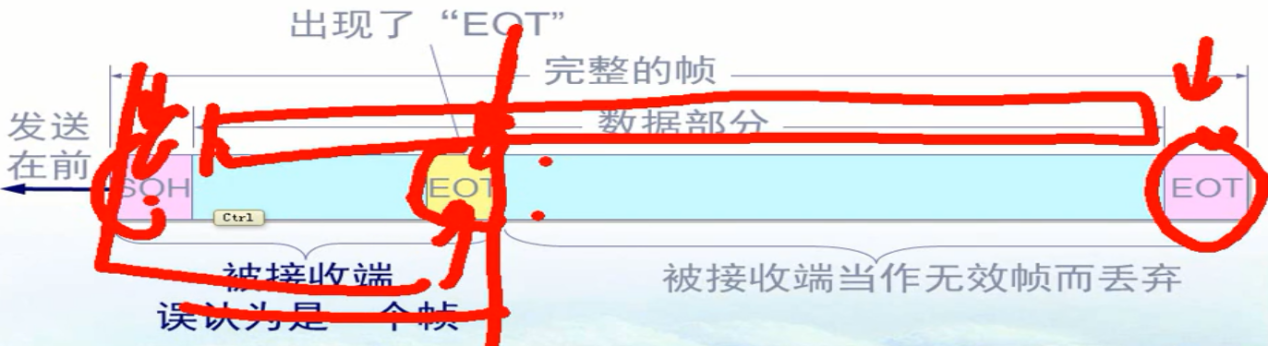 出现了“EOT”
完整的帧
数据部分
发送
在前
SOH
EOT
EOT
Ctrl
被接收端
误认为是一个帧
被接收端当作无效帧而丢弃